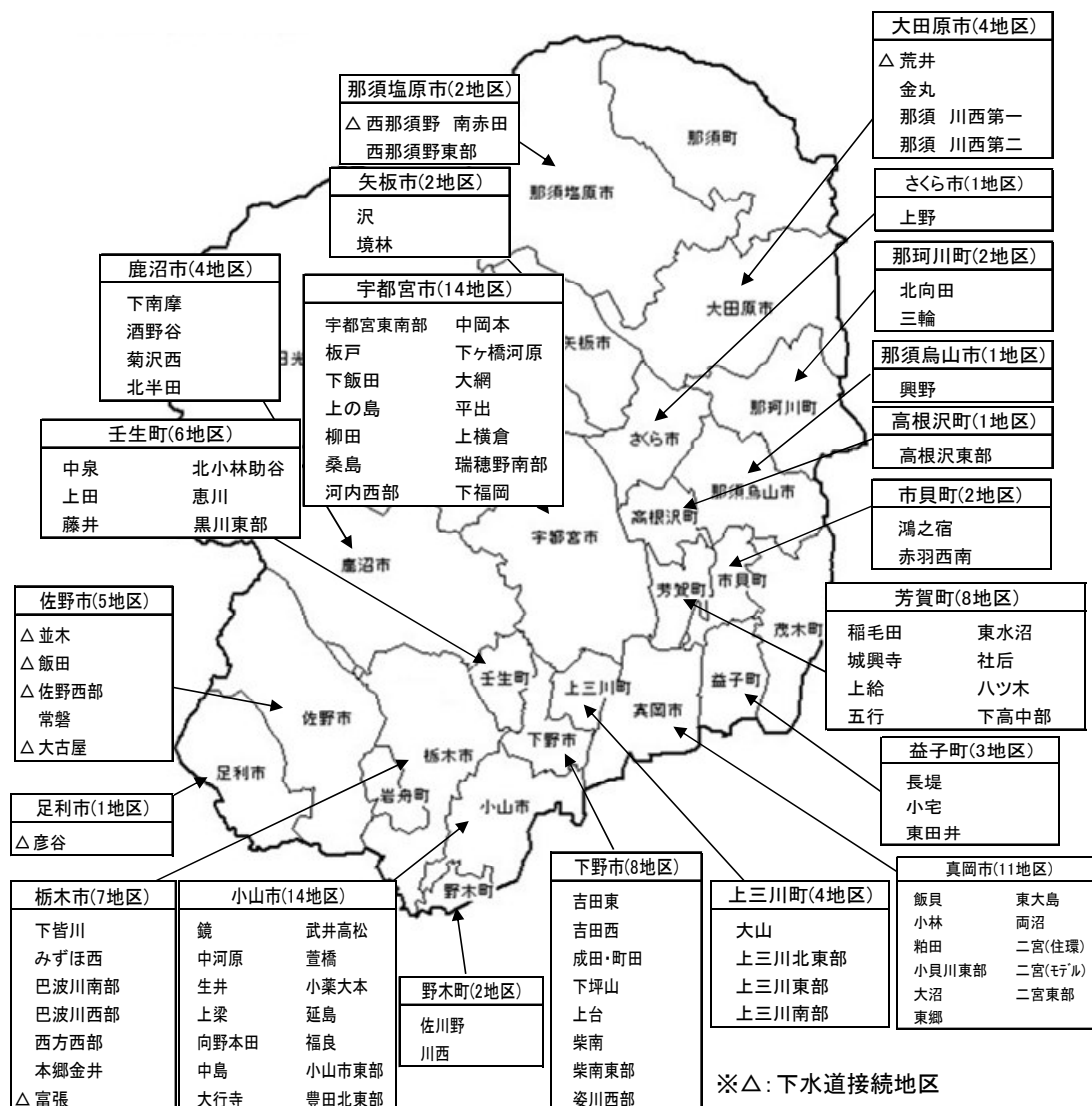 大田原市(4地区)
△ 荒井
金丸
那須 川西第一
那須 川西第二
那須塩原市(2地区)
△ 西那須野 南赤田
西那須野東部
矢板市(2地区)
沢
境林
さくら市(1地区)
上野
鹿沼市(4地区)
下南摩
酒野谷
菊沢西
北半田
宇都宮市(14地区)
宇都宮東南部 中岡本
板戸 下ヶ橋河原
下飯田 大網
上の島 平出
柳田 上横倉
桑島 瑞穂野南部
河内西部 下福岡
那珂川町(2地区)
北向田
三輪
那須烏山市(1地区)
興野
高根沢町(1地区)
高根沢東部
壬生町(6地区)
中泉 北小林助谷
上田 恵川
藤井 黒川東部
市貝町(2地区)
鴻之宿
赤羽西南
芳賀町(8地区)
稲毛田 東水沼
城興寺 社后
上給 八ツ木
五行 下高中部
佐野市(5地区)
△ 並木
△ 飯田
△ 佐野西部
常磐
△ 大古屋
益子町(3地区)
長堤
小宅
東田井
足利市(1地区)
△ 彦谷
栃木市(7地区)
下皆川
みずほ西
巴波川南部
巴波川西部
西方西部
本郷金井
△ 富張
小山市(14地区)
鏡 武井高松
中河原 萱橋
生井 小薬大本
上梁 延島
向野本田 福良
中島 小山市東部
大行寺 豊田北東部
野木町(2地区)
佐川野
川西
下野市(8地区)
吉田東
吉田西
成田・町田
下坪山
上台
柴南
柴南東部
姿川西部
上三川町(4地区)
大山
上三川北東部
上三川東部
上三川南部
真岡市(11地区)
飯貝 東大島
小林 両沼
粕田 二宮(住環)
小貝川東部 二宮(ﾓﾃﾞﾙ)
大沼 二宮東部
東郷
那須町
那須塩原市
大田原市
矢板市
日光
那珂川町
さくら市
那須烏山市
高根沢町
宇都宮市
鹿沼市
市貝町
芳賀町
茂木町
壬生町
上三川町
真岡市
益子町
佐野市
下野市
栃木市
足利市
岩舟町
小山市
野木町
※△:下水道接続地区